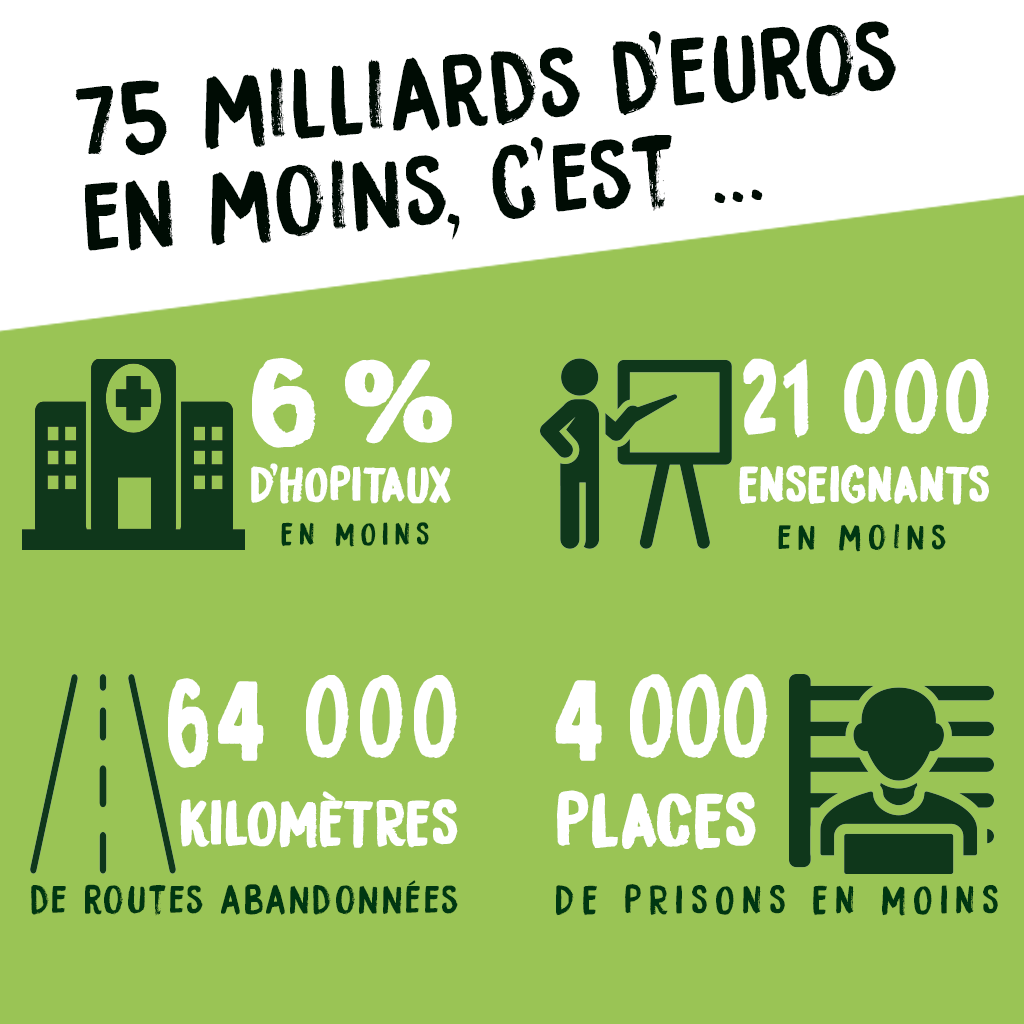 75 MILLIARDS D'EUROS
EN MOINS, C'EST ...
6 %
D'HOPITAUX
EN MOINS
21 000
ENSEIGNANTS
EN MOINS
64 000
KILOMÈTRES
DE ROUTES ABANDONNÉES
4 000
PLACES
DE PRISONS EN MOINS